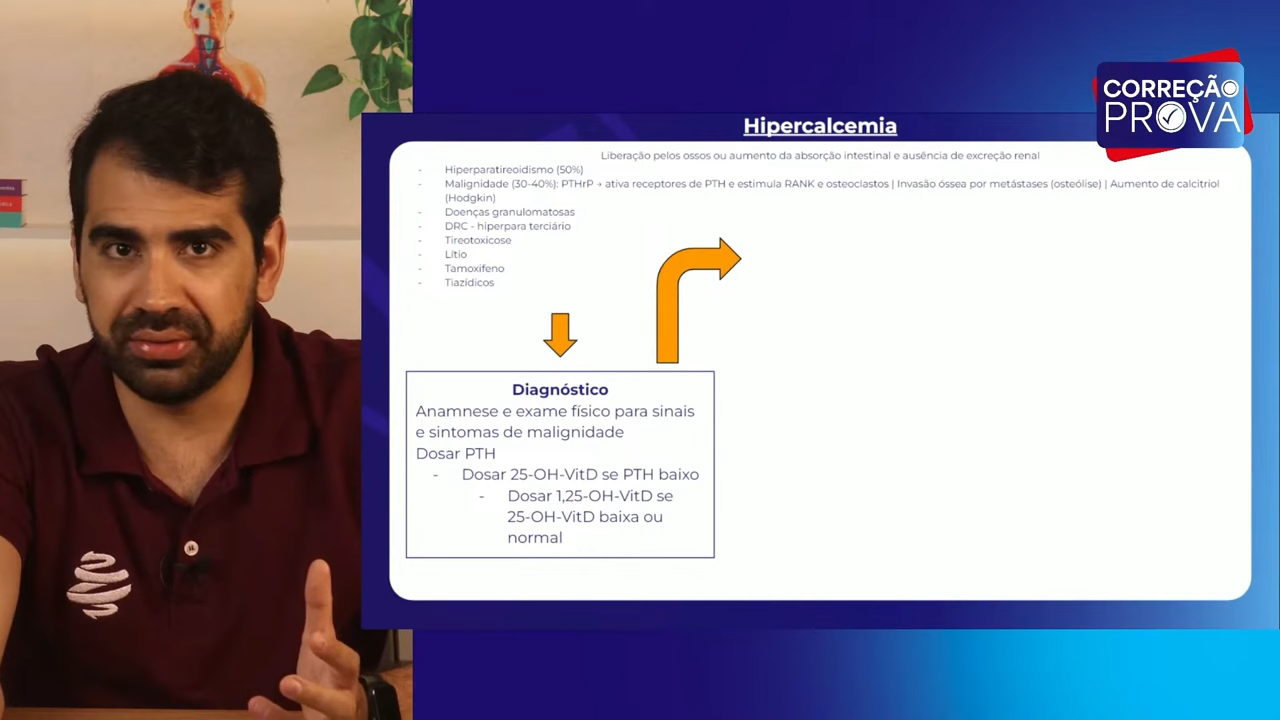 CORREÇÃO
PROVA
Hipercalcemia
Liberação pelos ossos ou aumento da absorção intestinal e ausência de excreção renal
- Hiperparatireoidismo (50%)
- Malignidade (30-40%): PTHrP → ativa receptores de PTH e estimula RANK e osteoclastos | Invasão óssea por metástases (osteólise) | Aumento de calcitriol
(Hodgkin)
- Doenças granulomatosas
- DRC - hiperpara terciário
- Tireotoxicose
- Lítio
- Tamoxifeno
- Tiazídicos
Diagnóstico
Anamnese e exame físico para sinais
e sintomas de malignidade
Dosar PTH
- Dosar 25-OH-VitD se PTH baixo
- Dosar 1,25-OH-VitD se
25-OH-VitD baixa ou
normal